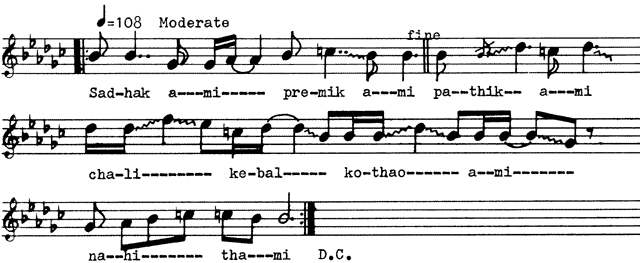 ♩=108 Moderate
fine
Sad-hak a---mi------ pre-mik a---mi pa--thik-- a---mi
cha-li--------- ke-bal----- ko-thao------ a--mi-------
na--hi------- tha---mi D.C.